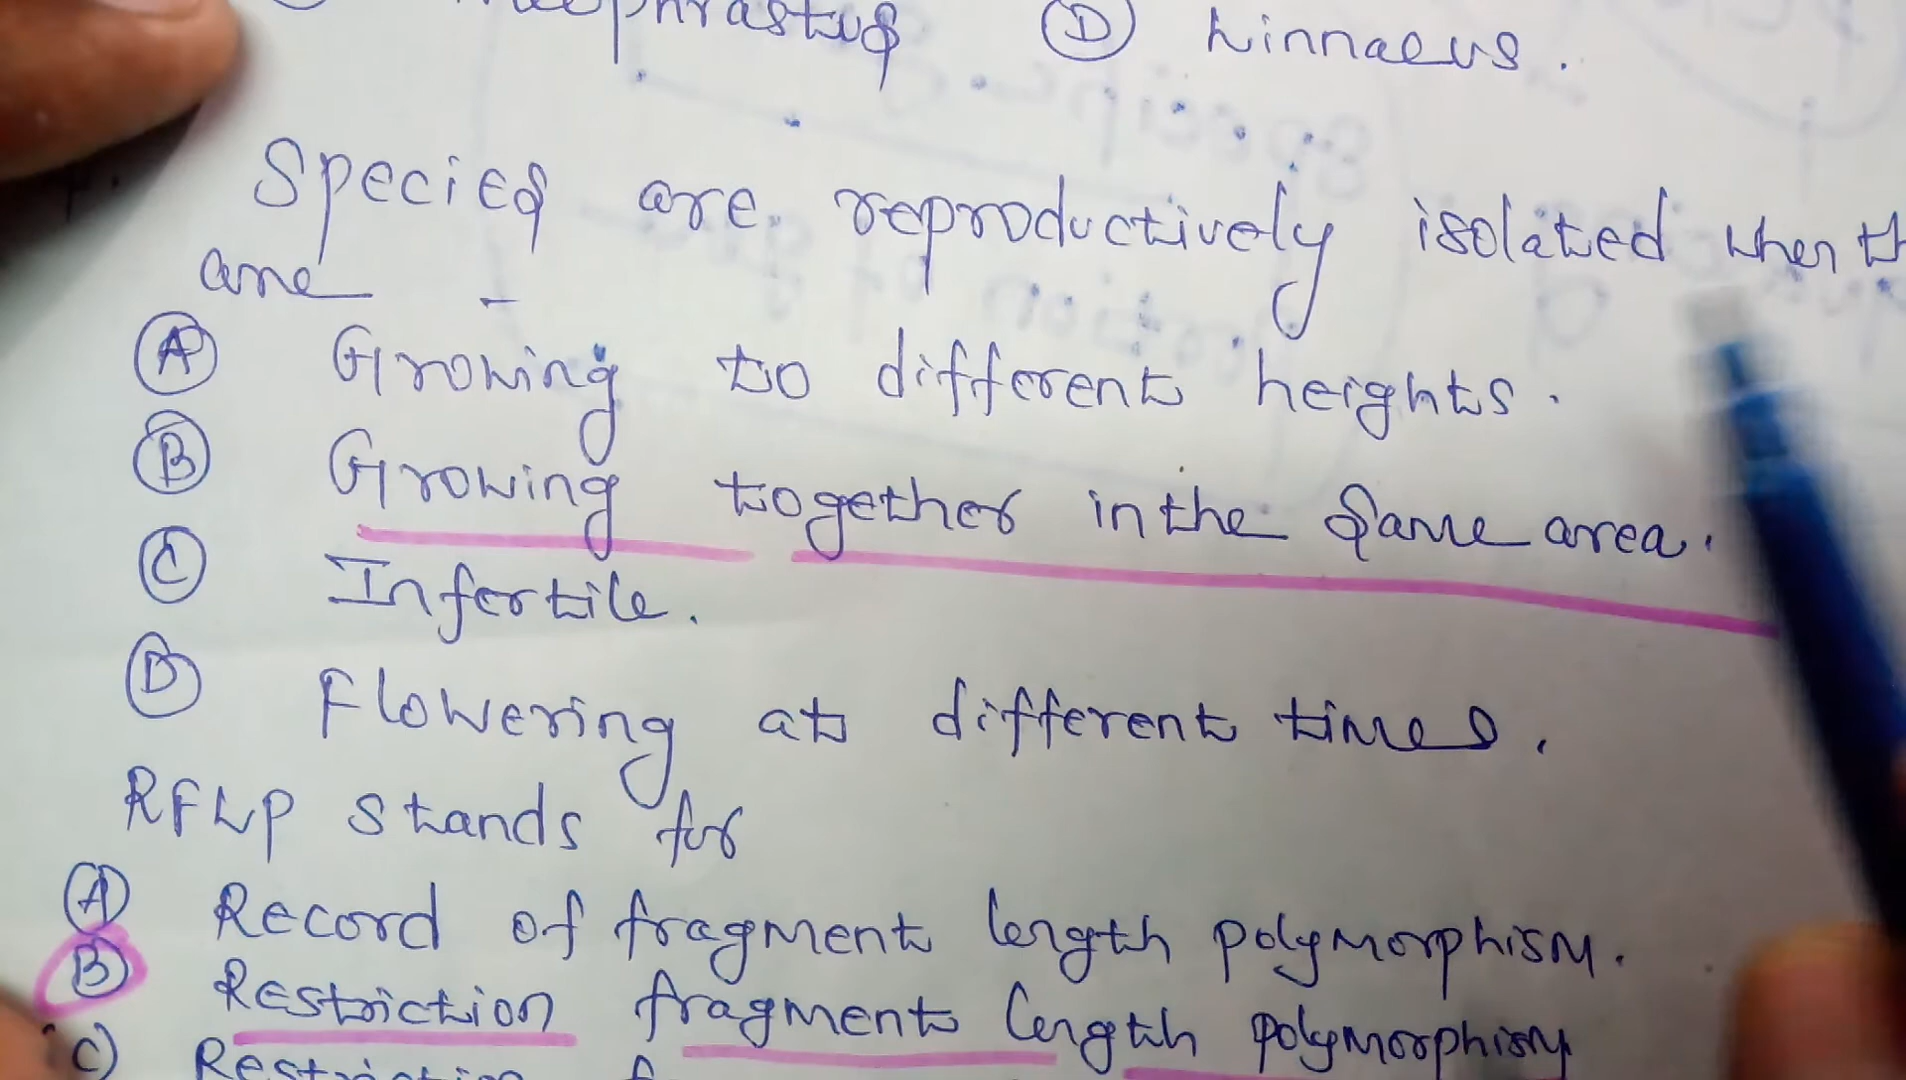 D Linnaeus.
Species are reproductively isolated when
are -
A Growing to different heights.
B Growing together in the same area.
C Infertile.
D Flowering at different times.
RFLP stands for
A Record of fragment length polymorphism.
B Restriction fragment length polymorphism
C)